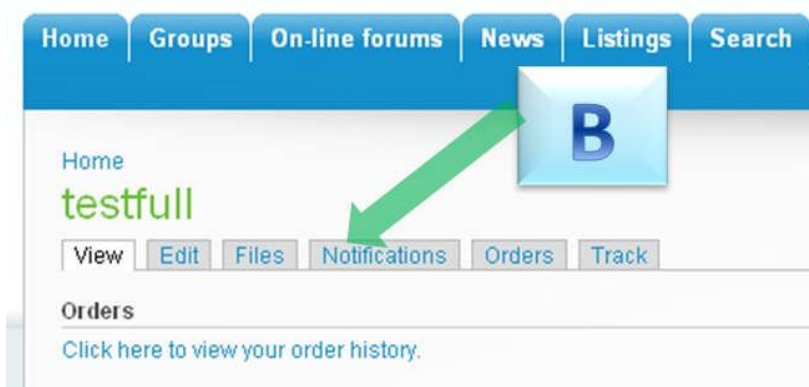 Home Groups On-line forums News Listings Search
B
Home
testfull
View Edit Files Notifications Orders Track
Orders
Click here to view your order history.